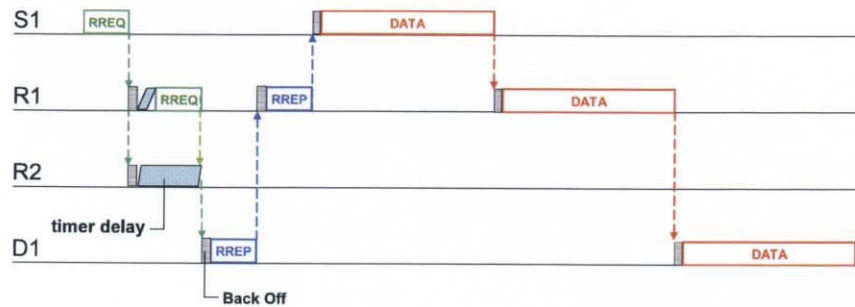 S1
RREQ
DATA
R1
RREQ
RREP
DATA
R2
timer delay
D1
RREP
DATA
Back Off